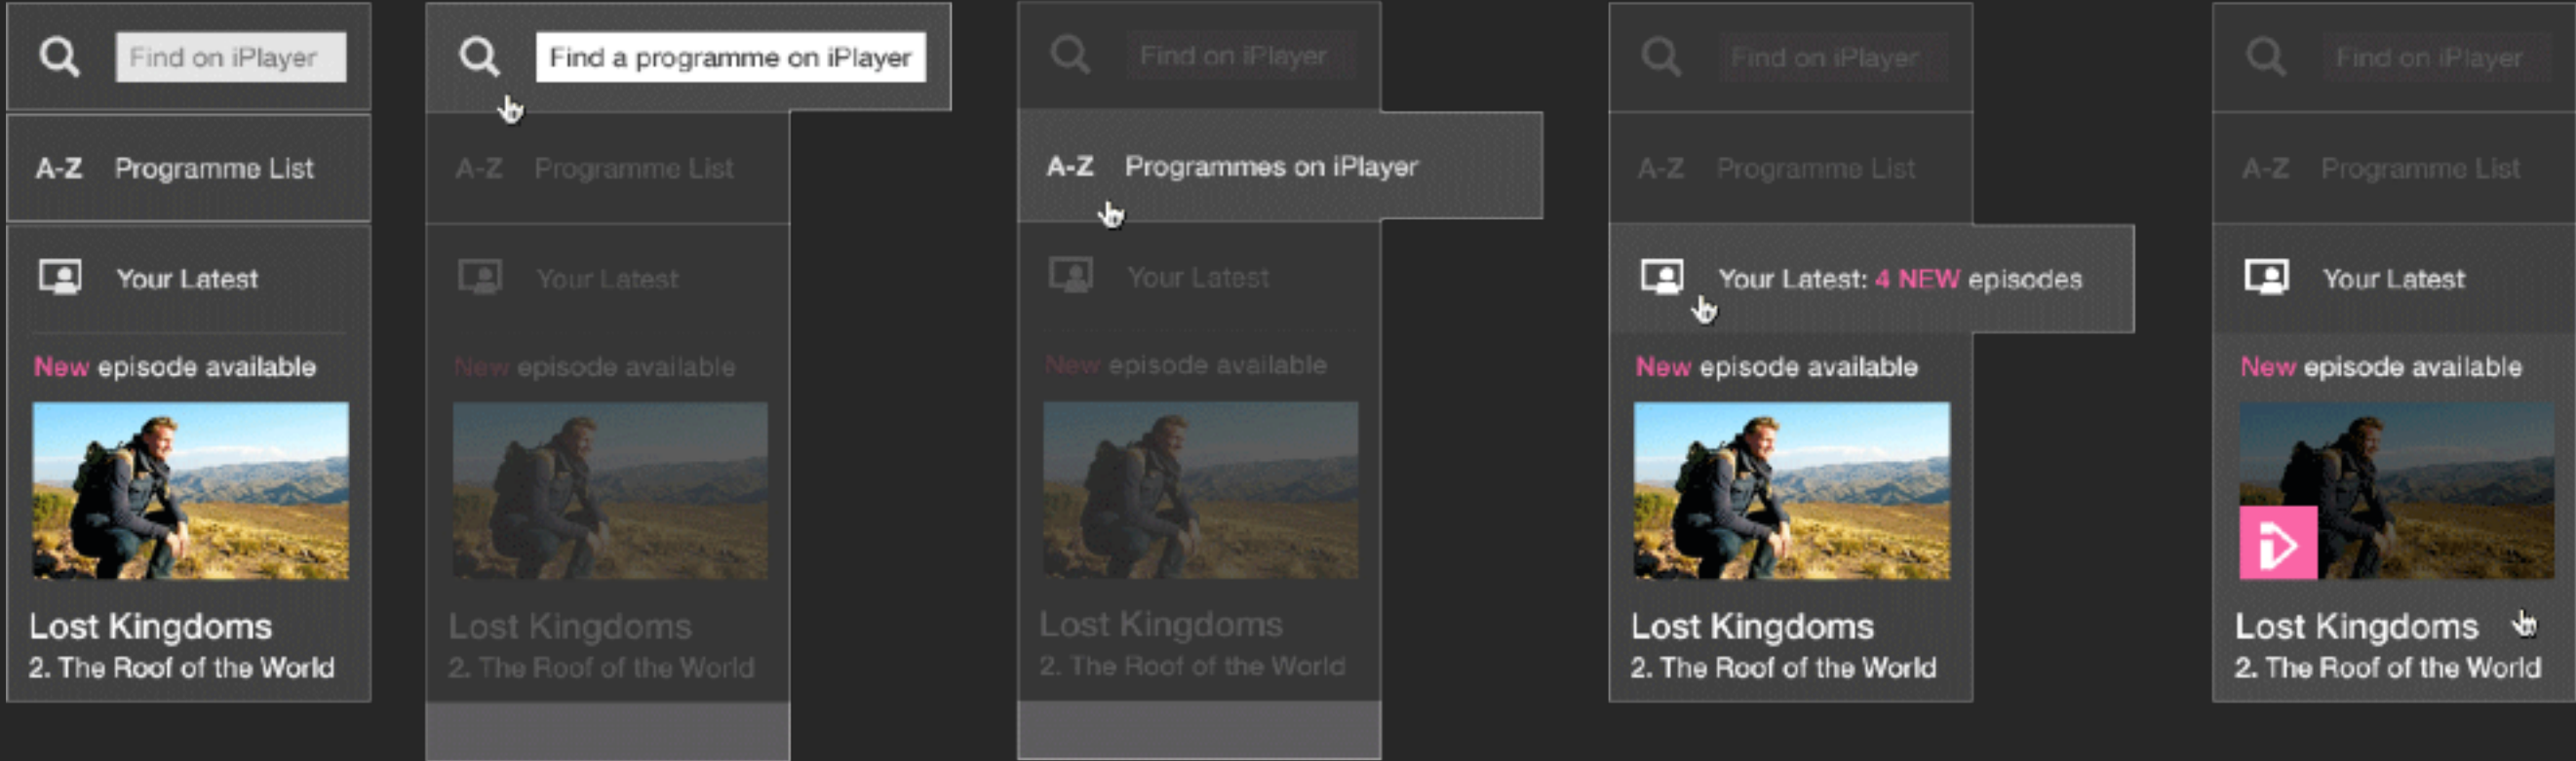 Find on iPlayer
A-Z Programme List
Your Latest
New episode available
Lost Kingdoms
2. The Roof of the World
Find a programme on iPlayer
A-Z Programme List
Your Latest
New episode available
Lost Kingdoms
2. The Roof of the World
Find on iPlayer
A-Z Programmes on iPlayer
Your Latest
New episode available
Lost Kingdoms
2. The Roof of the World
Find on iPlayer
A-Z Programme List
Your Latest: 4 NEW episodes
New episode available
Lost Kingdoms
2. The Roof of the World
Find on iPlayer
A-Z Programme List
Your Latest
New episode available
Lost Kingdoms
2. The Roof of the World